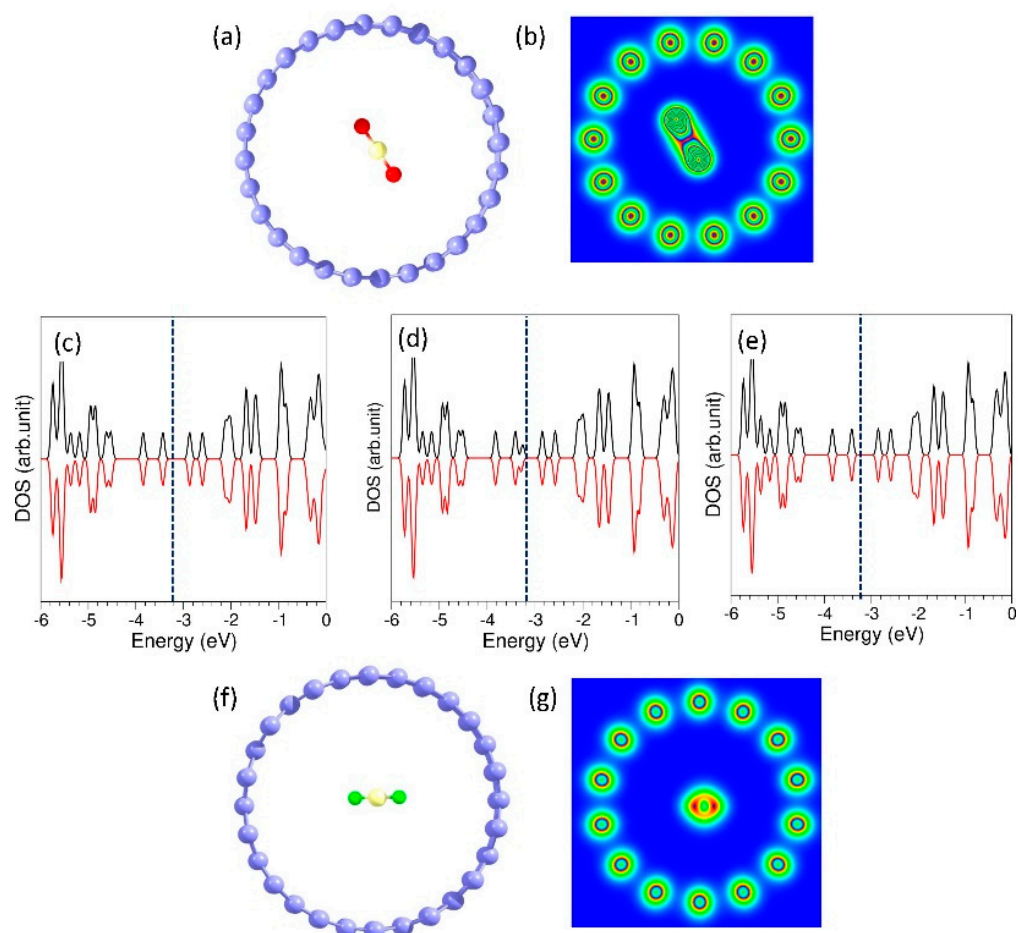 (a)
(b)
(c)
(d)
(e)
DOS (arb.unit)
DOS (arb.unit)
DOS (arb.unit)
-6 -5 -4 -3 -2 -1 0
-6 -5 -4 -3 -2 -1 0
-6 -5 -4 -3 -2 -1 0
Energy (eV)
Energy (eV)
Energy (eV)
(f)
(g)